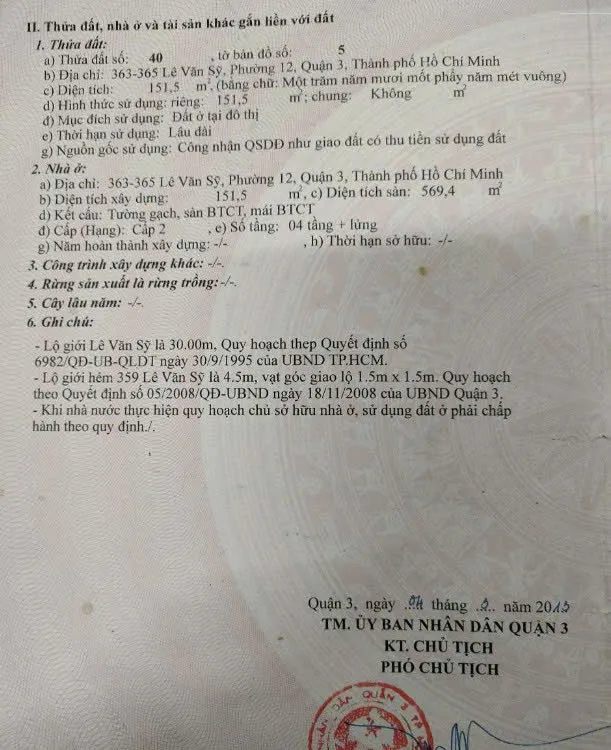 II. Thửa đất, nhà ở và tài sản khác gắn liền với đất
1. Thửa đất:
a) Thửa đất số: 40 , tờ bản đồ số: 5
b) Địa chỉ: 363-365 Lê Văn Sỹ, Phường 12, Quận 3, Thành phố Hồ Chí Minh
c) Diện tích: 151,5 m², (bằng chữ: Một trăm năm mươi mốt phẩy năm mét vuông)
d) Hình thức sử dụng: riêng: 151,5 m²; chung: Không m²
đ) Mục đích sử dụng: Đất ở tại đô thị
e) Thời hạn sử dụng: Lâu dài
g) Nguồn gốc sử dụng: Công nhận QSDĐ như giao đất có thu tiền sử dụng đất
2. Nhà ở:
a) Địa chỉ: 363-365 Lê Văn Sỹ, Phường 12, Quận 3, Thành phố Hồ Chí Minh
b) Diện tích xây dựng: 151,5 m², c) Diện tích sàn: 569,4 m²
d) Kết cấu: Tường gạch, sàn BTCT, mái BTCT
đ) Cấp (Hạng): Cấp 2 , e) Số tầng: 04 tầng + lửng
g) Năm hoàn thành xây dựng: -/- , h) Thời hạn sở hữu: -/-
3. Công trình xây dựng khác: -/-.
4. Rừng sản xuất là rừng trồng: -/-.
5. Cây lâu năm: -/-.
6. Ghi chú:
- Lộ giới Lê Văn Sỹ là 30.00m, Quy hoạch thep Quyết định số
6982/QĐ-UB-QLDT ngày 30/9/1995 của UBND TP.HCM.
- Lộ giới hẻm 359 Lê Văn Sỹ là 4.5m, vạt góc giao lộ 1.5m x 1.5m. Quy hoạch
theo Quyết định số 05/2008/QĐ-UBND ngày 18/11/2008 của UBND Quận 3.
- Khi nhà nước thực hiện quy hoạch chủ sở hữu nhà ở, sử dụng đất ở phải chấp
hành theo quy định./.
Quận 3, ngày tháng 2 năm 2013
TM. ỦY BAN NHÂN DÂN QUẬN 3
KT. CHỦ TỊCH
PHÓ CHỦ TỊCH
NHÂN DÂN QUẬN 3